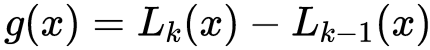 g(x) = L_k(x) − L_{k−1}(x)